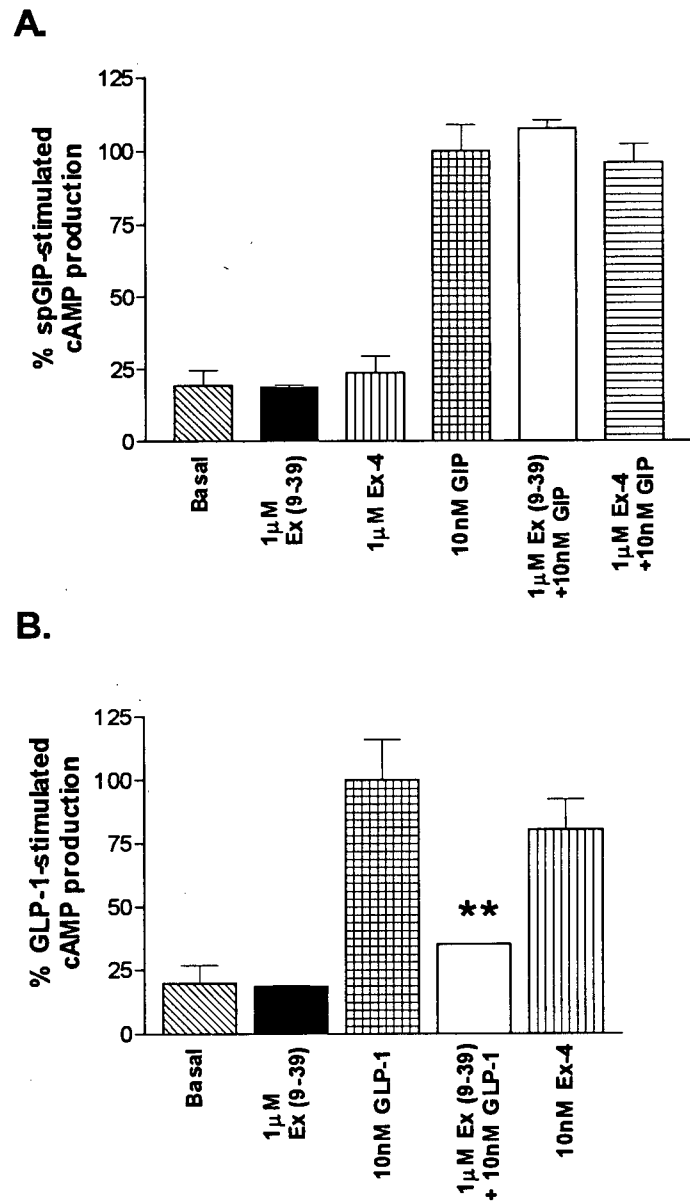 A.
% spGIP-stimulated
cAMP production
125
100
75
50
25
0
Basal
1μM
Ex (9-39)
1μM Ex-4
10nM GIP
1μM Ex (9-39)
+10nM GIP
1μM Ex-4
+10nM GIP
B.
% GLP-1-stimulated
cAMP production
125
100
75
50
25
0
**
Basal
1μM
Ex (9-39)
10nM GLP-1
1μM Ex (9-39)
+ 10nM GLP-1
10nM Ex-4